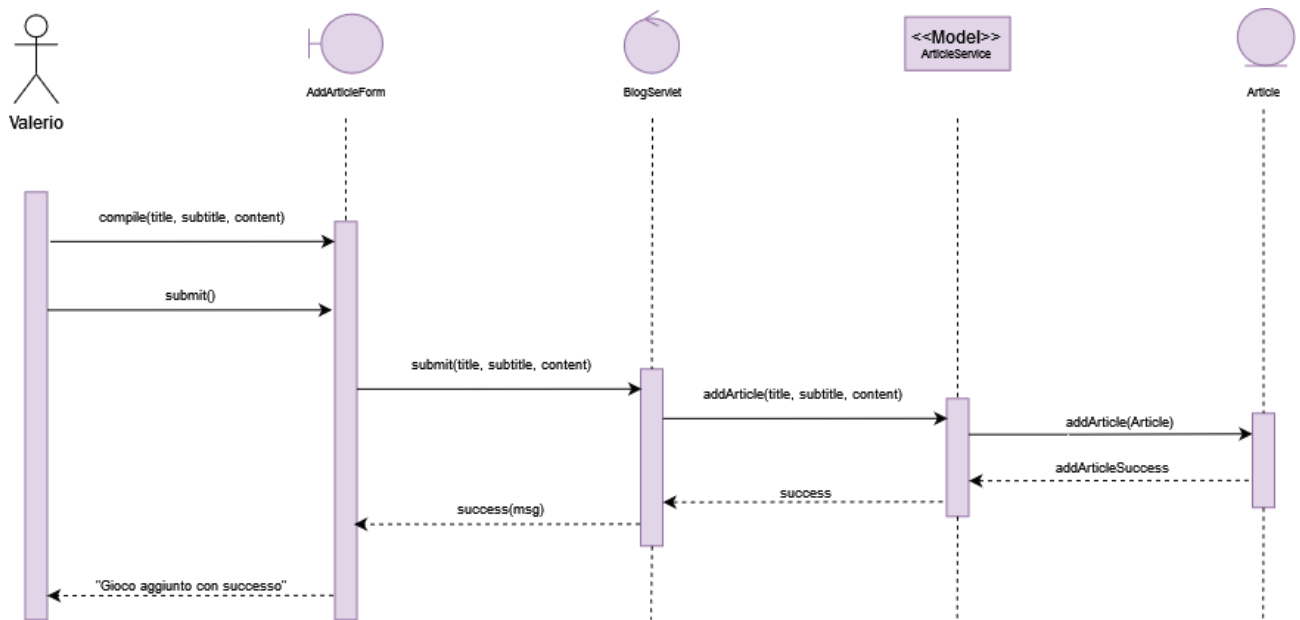 Valerio
AddArticleForm
BlogServlet
<<Model>>
ArticleService
Article
compile(title, subtitle, content)
submit()
submit(title, subtitle, content)
addArticle(title, subtitle, content)
addArticle(Article)
addArticleSuccess
success
success(msg)
"Gioco aggiunto con successo"